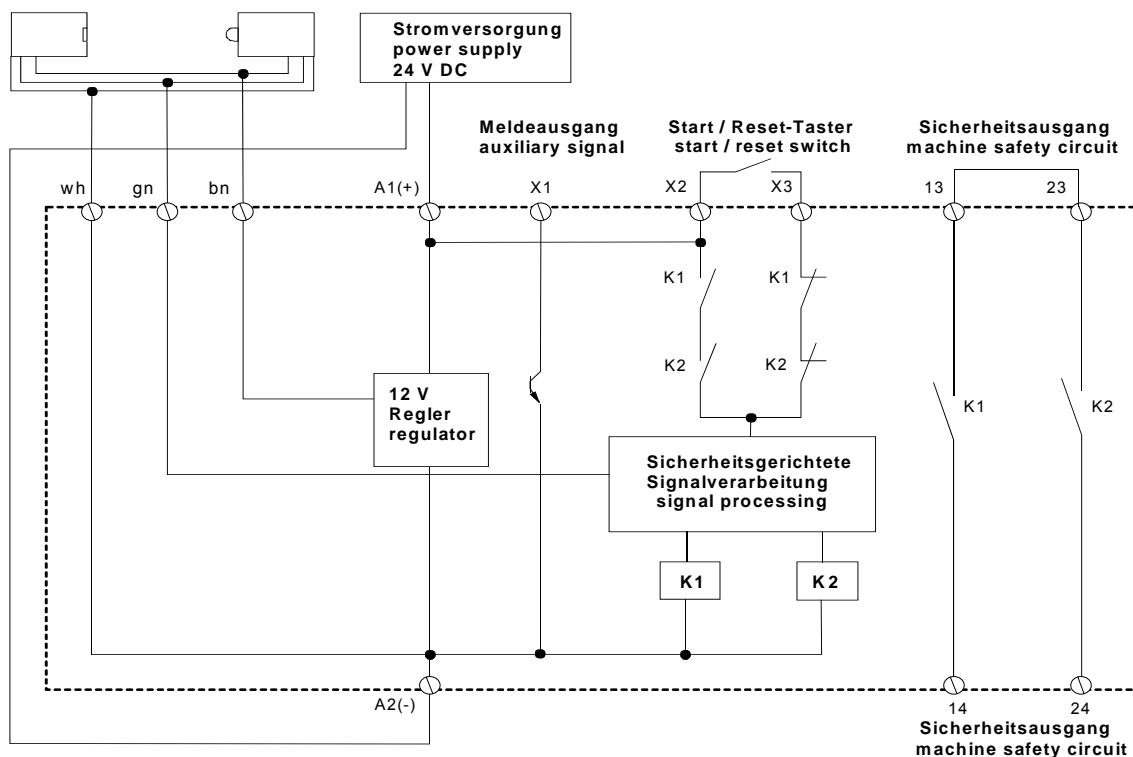 Stromversorgung
power supply
24 V DC
Meldeausgang
auxiliary signal
Start / Reset-Taster
start / reset switch
Sicherheitsausgang
machine safety circuit
wh
gn
bn
A1(+)
X1
X2
X3
13
23
K1
K1
K2
K2
12 V
Regler
regulator
K1
K2
Sicherheitsgerichtete
Signalverarbeitung
signal processing
K1
K2
A2(-)
14
24
Sicherheitsausgang
machine safety circuit